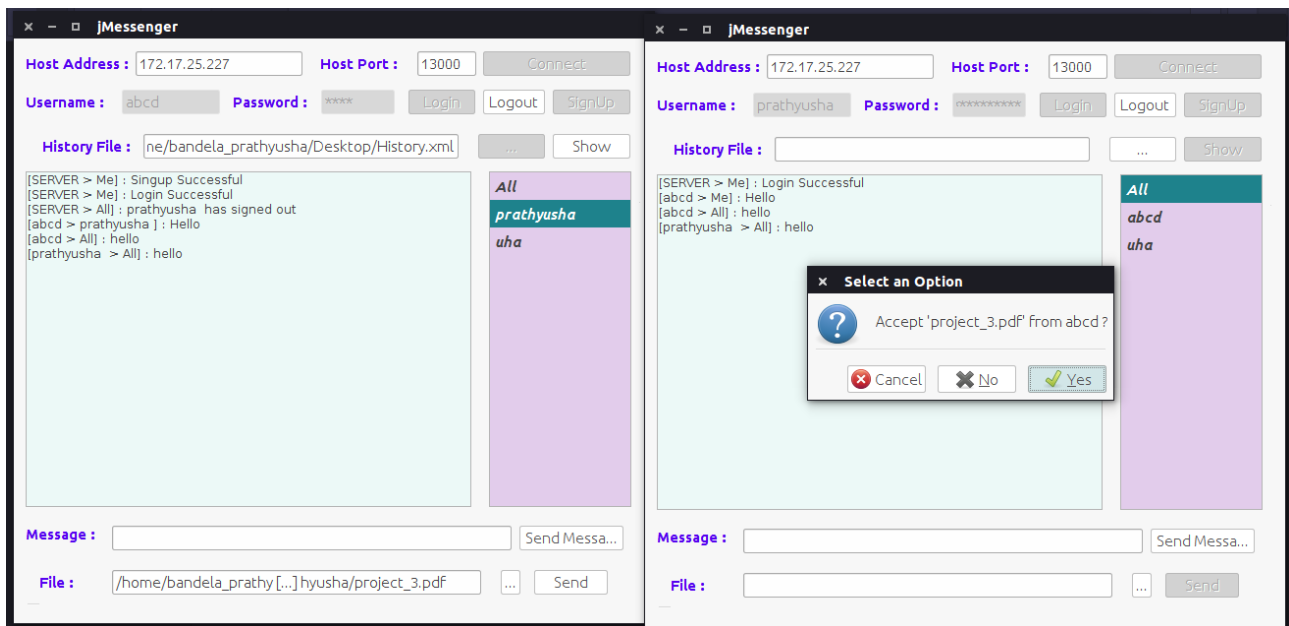 jMessenger
Host Address : 172.17.25.227 Host Port : 13000 Connect
Username : abcd Password : **** Login Logout SignUp
History File : ne/bandela_prathyusha/Desktop/History.xml ... Show
[SERVER > Me] : Singup Successful
[SERVER > Me] : Login Successful
[SERVER > All] : prathyusha  has signed out
[abcd > prathyusha ] : Hello
[abcd > All] : hello
[prathyusha  > All] : hello
All
prathyusha
uha
Message : Send Messa...
File : /home/bandela_prathy[...]hyusha/project_3.pdf ... Send
jMessenger
Host Address : 172.17.25.227 Host Port : 13000 Connect
Username : prathyusha Password : ********** Login Logout SignUp
History File : ... Show
[SERVER > Me] : Login Successful
[abcd > Me] : Hello
[abcd > All] : hello
[prathyusha  > All] : hello
All
abcd
uha
Select an Option
Accept 'project_3.pdf' from abcd ?
Cancel No Yes
Message : Send Messa...
File : ... Send